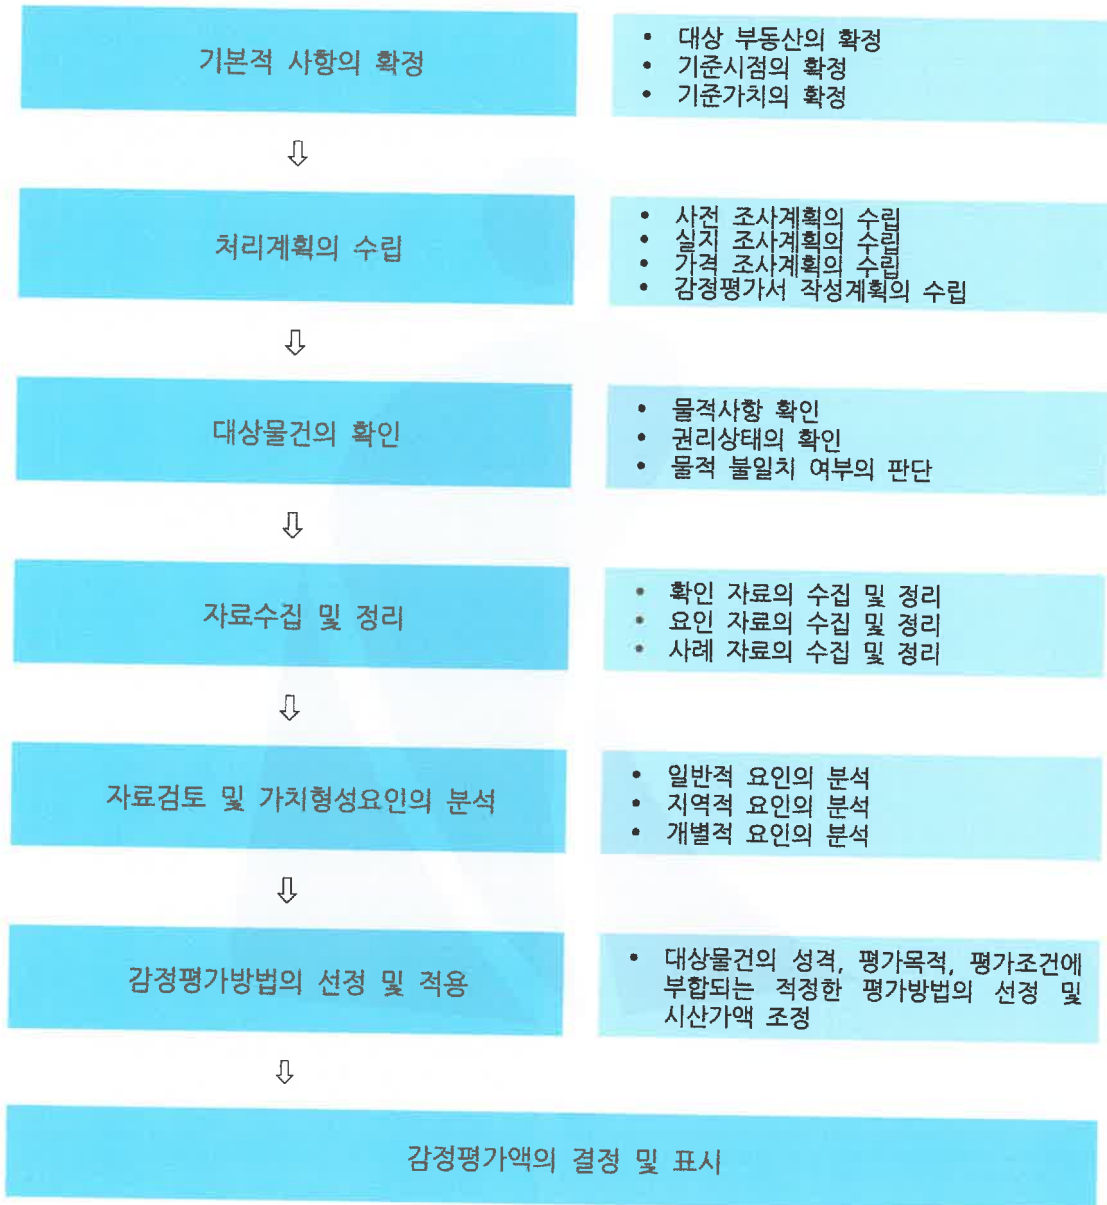 기본적 사항의 확정
• 대상 부동산의 확정
• 기준시점의 확정
• 기준가치의 확정
⇩
처리계획의 수립
• 사전 조사계획의 수립
• 실지 조사계획의 수립
• 가격 조사계획의 수립
• 감정평가서 작성계획의 수립
⇩
대상물건의 확인
• 물적사항 확인
• 권리상태의 확인
• 물적 불일치 여부의 판단
⇩
자료수집 및 정리
• 확인 자료의 수집 및 정리
• 요인 자료의 수집 및 정리
• 사례 자료의 수집 및 정리
⇩
자료검토 및 가치형성요인의 분석
• 일반적 요인의 분석
• 지역적 요인의 분석
• 개별적 요인의 분석
⇩
감정평가방법의 선정 및 적용
• 대상물건의 성격, 평가목적, 평가조건에
부합되는 적정한 평가방법의 선정 및
시산가액 조정
⇩
감정평가액의 결정 및 표시